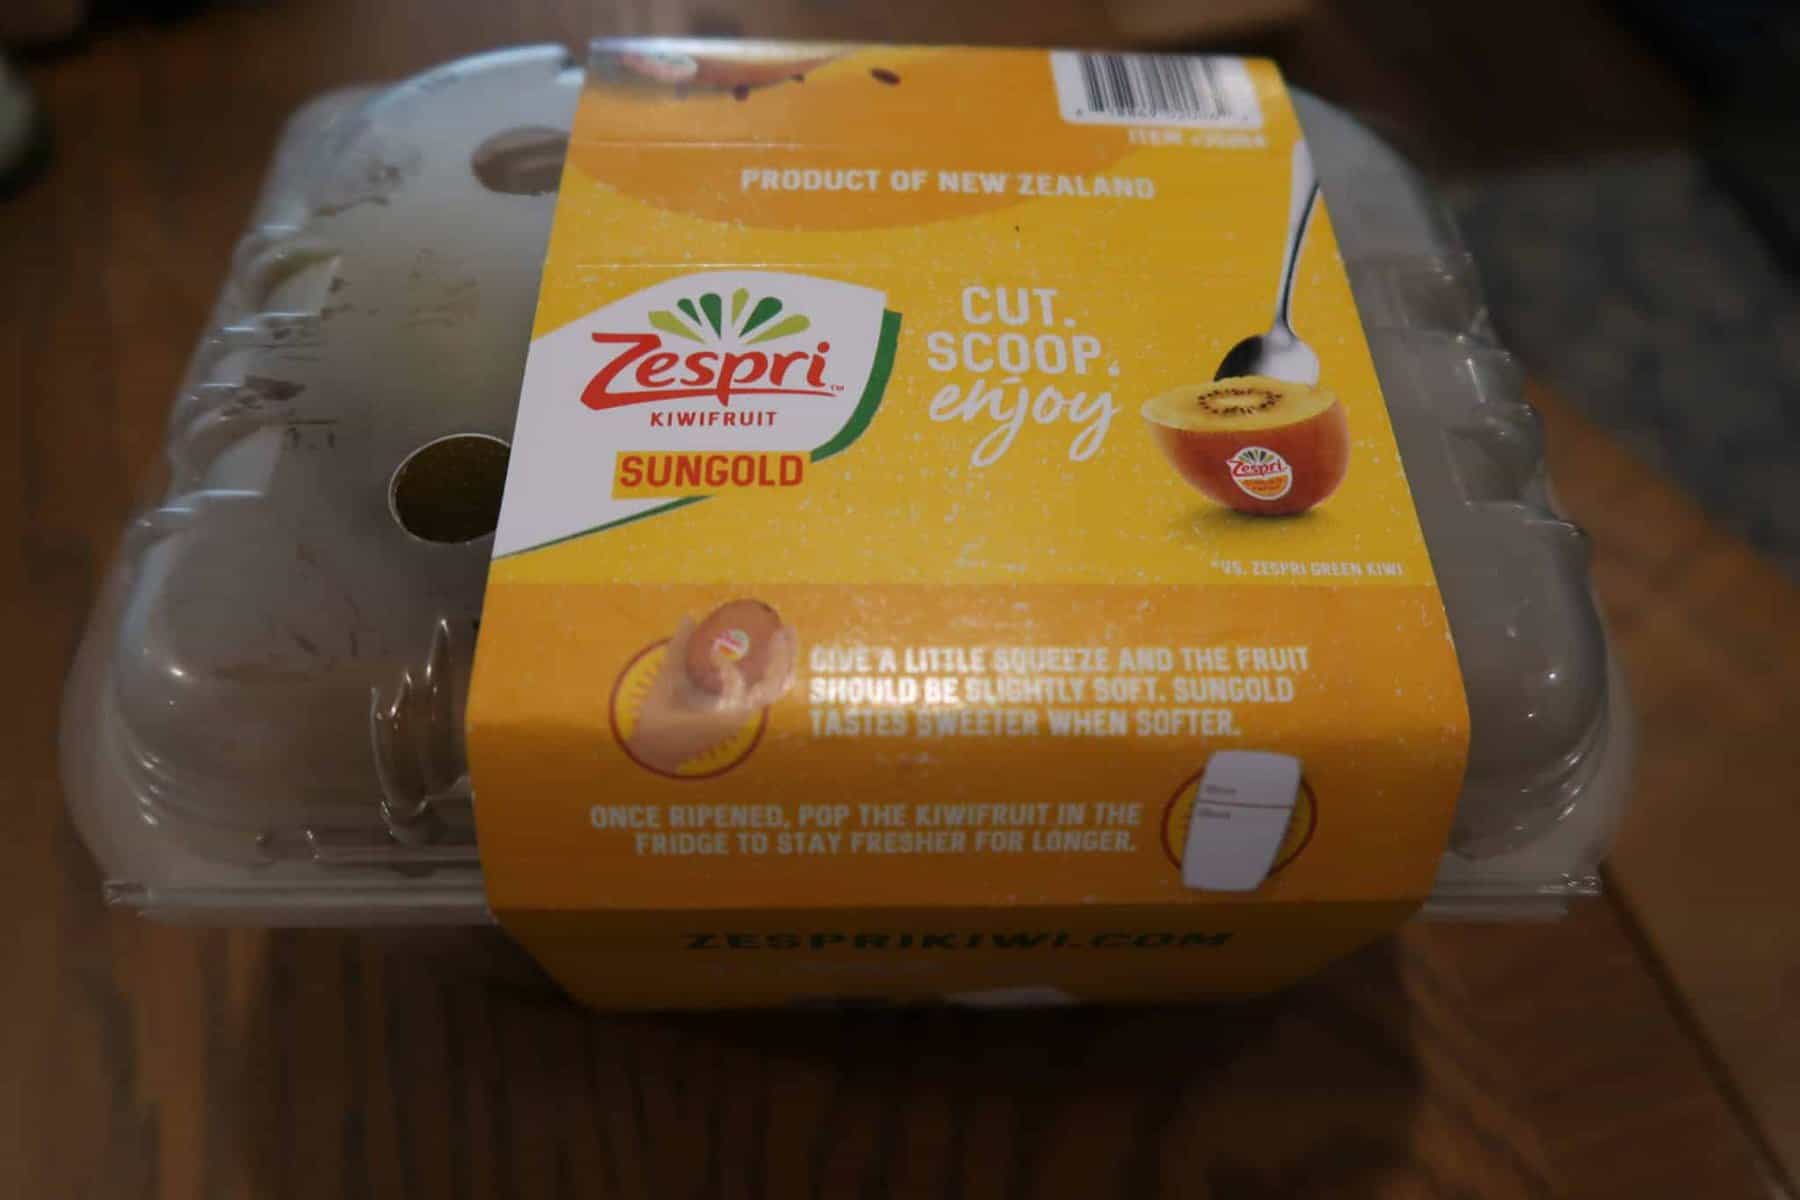 PRODUCT OF NEW ZEALAND
Zespri™
KIWIFRUIT
SUNGOLD
CUT.
SCOOP.
enjoy
Zespri
*VS. ZESPRI GREEN KIWI
GIVE A LITTLE SQUEEZE AND THE FRUIT
SHOULD BE SLIGHTLY SOFT. SUNGOLD
TASTES SWEETER WHEN SOFTER.
ONCE RIPENED, POP THE KIWIFRUIT IN THE
FRIDGE TO STAY FRESHER FOR LONGER.
ZESPRIKIWI.COM